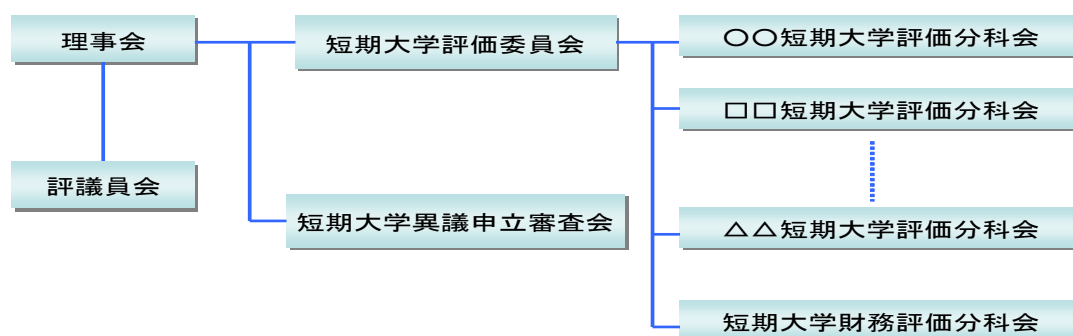 理事会
短期大学評価委員会
〇〇短期大学評価分科会
□□短期大学評価分科会
評議員会
短期大学異議申立審査会
△△短期大学評価分科会
短期大学財務評価分科会